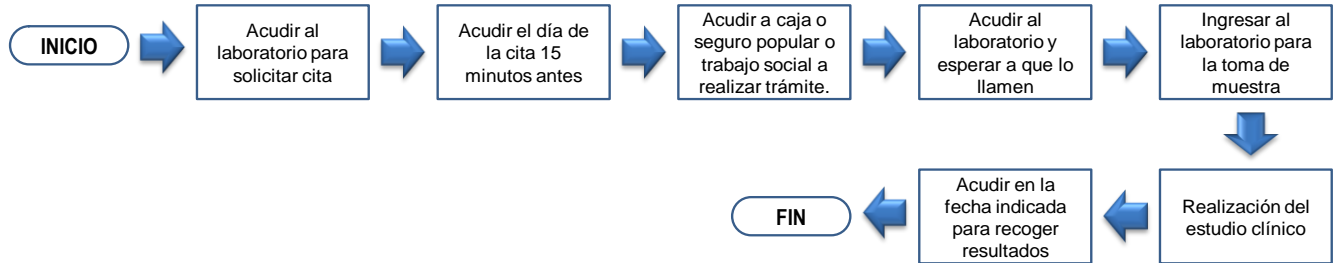 INICIO
Acudir al
laboratorio para
solicitar cita
Acudir el día de
la cita 15
minutos antes
Acudir a caja o
seguro popular o
trabajo social a
realizar trámite.
Acudir al
laboratorio y
esperar a que lo
llamen
Ingresar al
laboratorio para
la toma de
muestra
Realización del
estudio clínico
Acudir en la
fecha indicada
para recoger
resultados
FIN